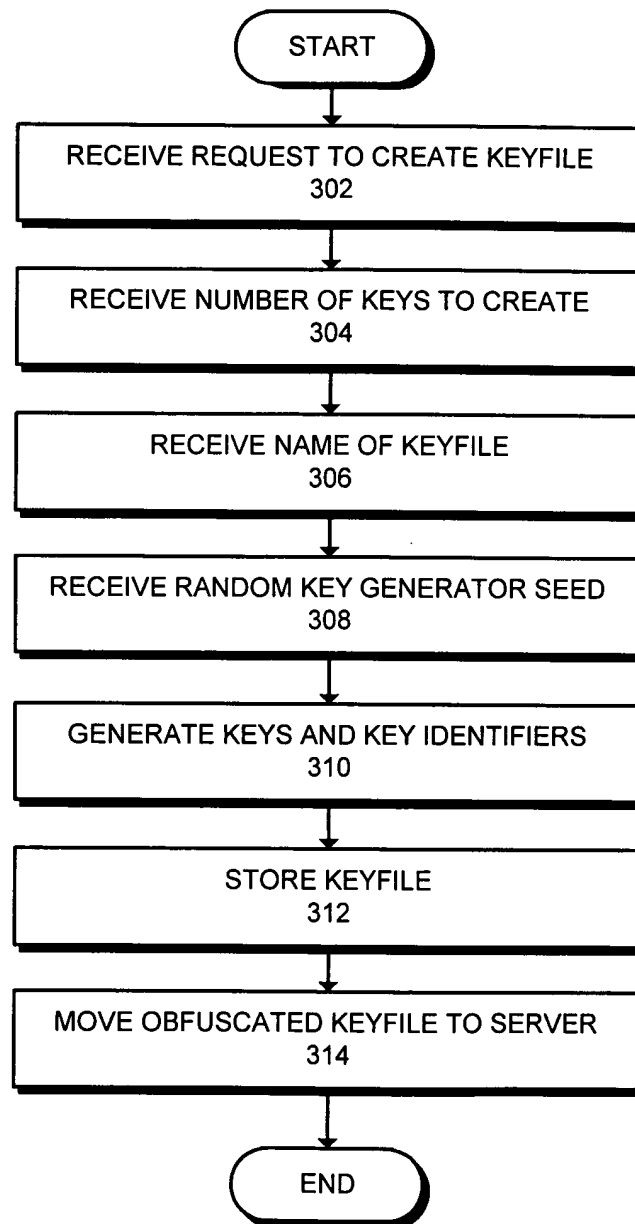 START
RECEIVE REQUEST TO CREATE KEYFILE
302
RECEIVE NUMBER OF KEYS TO CREATE
304
RECEIVE NAME OF KEYFILE
306
RECEIVE RANDOM KEY GENERATOR SEED
308
GENERATE KEYS AND KEY IDENTIFIERS
310
STORE KEYFILE
312
MOVE OBFUSCATED KEYFILE TO SERVER
314
END